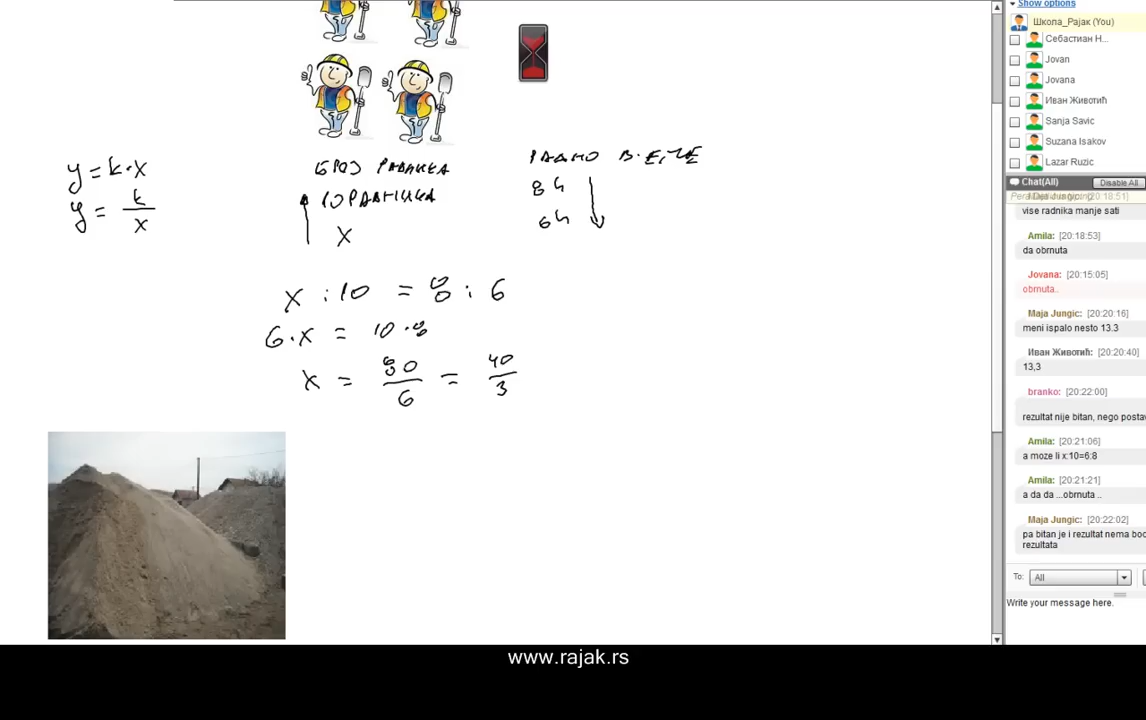 y = k · x
y = k/x
БРОЈ РАДНИКА
10 РАДНИКА
X
РАДНО ВРЕМЕ
8h
6h
x : 10 = 8 : 6
6 · x = 10 · 8
x = 80/6 = 40/3
Show options
Школа_Рајак (You)
Себастиан Н...
Jovan
Jovana
Иван Животић
Sanja Savic
Suzana Isakov
Lazar Ruzic
Chat(All)
Disable All
vise radnika manje sati
Amila: [20:18:53]
da obrnuta
Jovana: [20:15:05]
obrnuta..
Maja Jungic: [20:20:16]
meni ispalo nesto 13.3
Иван Животић: [20:20:40]
13,3
branko: [20:22:00]
rezultat nije bitan, nego postav
Amila: [20:21:06]
a moze li x:10=6:8
Amila: [20:21:21]
a da da ...obrnuta ..
Maja Jungic: [20:22:02]
pa bitan je i rezultat nema boc
rezultata
To: All
Write your message here.
www.rajak.rs